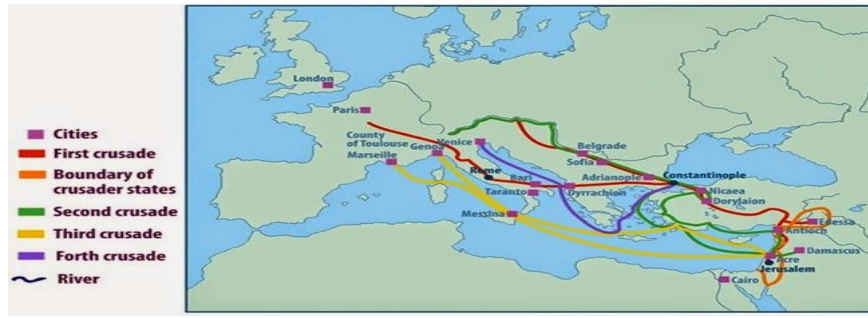 Cities
First crusade
Boundary of
crusader states
Second crusade
Third crusade
Forth crusade
River
London
Paris
County
of Toulouse
Marseille
Genoa
Venice
Belgrade
Sofia
Rome
Bari
Taranto
Adrianople
Dyrrachion
Constantinople
Nicaea
Dorylaion
Messina
Edessa
Antioch
Damascus
Acre
Jerusalem
Cairo